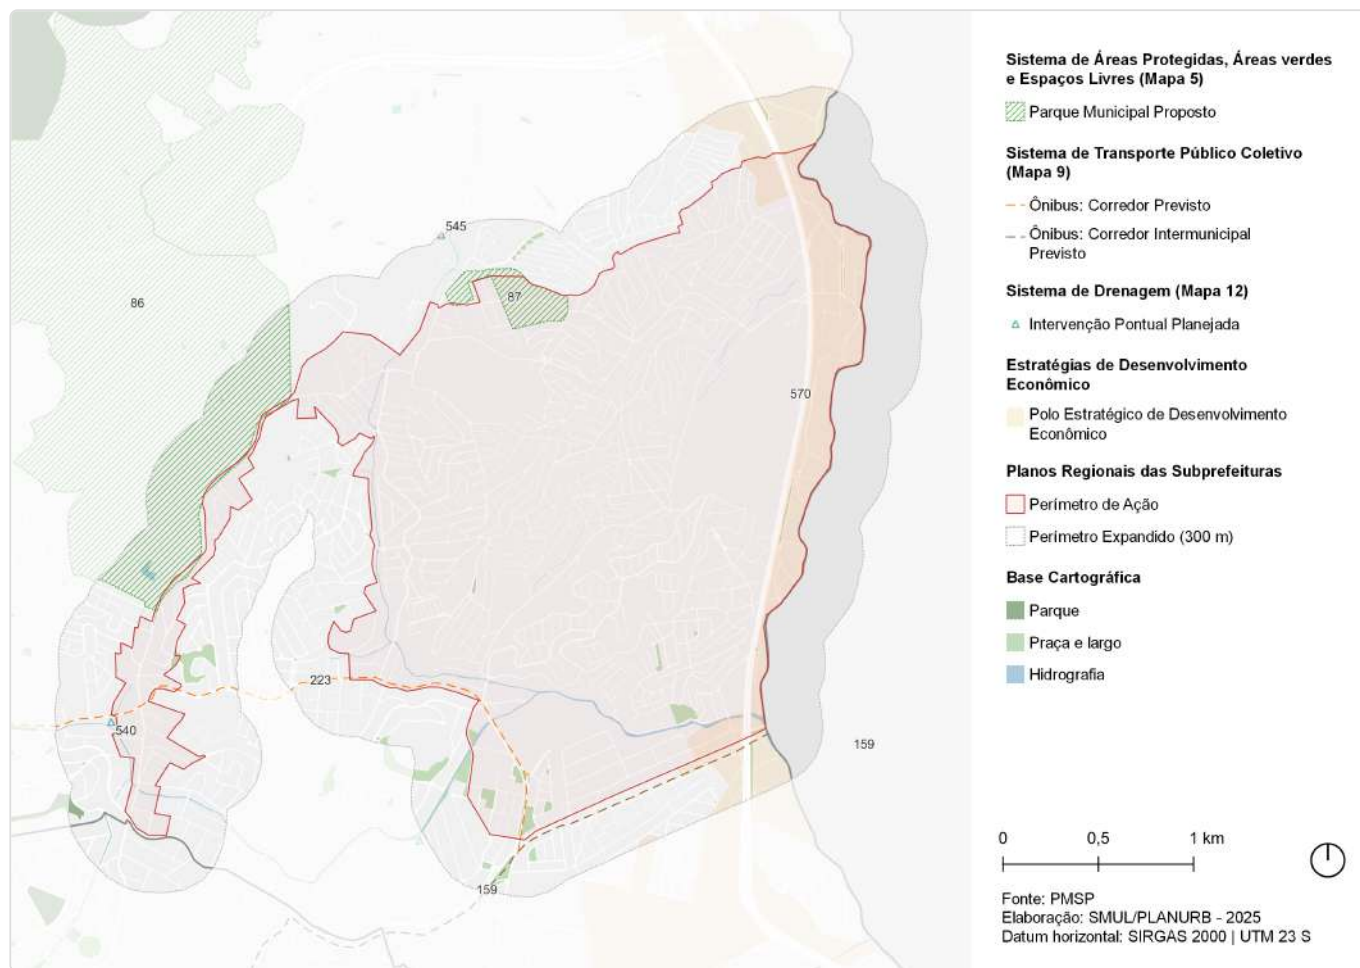 545
86
87
570
223
540
159
159
Sistema de Áreas Protegidas, Áreas verdes
e Espaços Livres (Mapa 5)
Parque Municipal Proposto
Sistema de Transporte Público Coletivo
(Mapa 9)
Ônibus: Corredor Previsto
Ônibus: Corredor Intermunicipal
Previsto
Sistema de Drenagem (Mapa 12)
Intervenção Pontual Planejada
Estratégias de Desenvolvimento
Econômico
Polo Estratégico de Desenvolvimento
Econômico
Planos Regionais das Subprefeituras
Perímetro de Ação
Perímetro Expandido (300 m)
Base Cartográfica
Parque
Praça e largo
Hidrografia
0 0,5 1 km
Fonte: PMSP
Elaboração: SMUL/PLANURB - 2025
Datum horizontal: SIRGAS 2000 | UTM 23 S